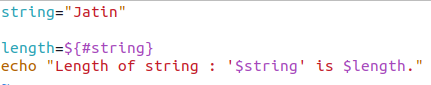 string="Jatin"
length=${#string}
echo "Length of string : '$string' is $length."